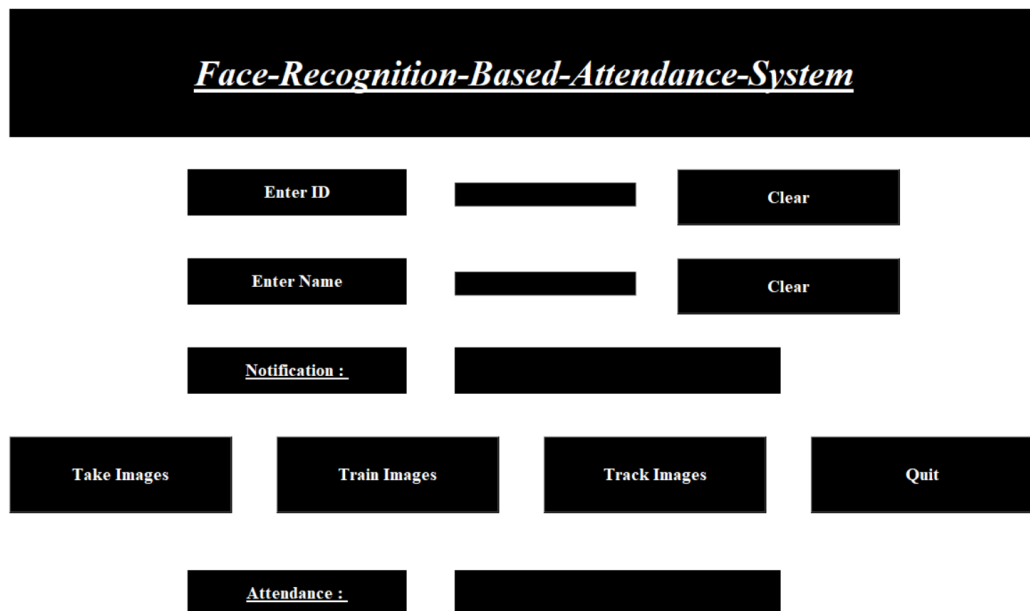 Face-Recognition-Based-Attendance-System
Enter ID
Clear
Enter Name
Clear
Notification :
Take Images
Train Images
Track Images
Quit
Attendance :